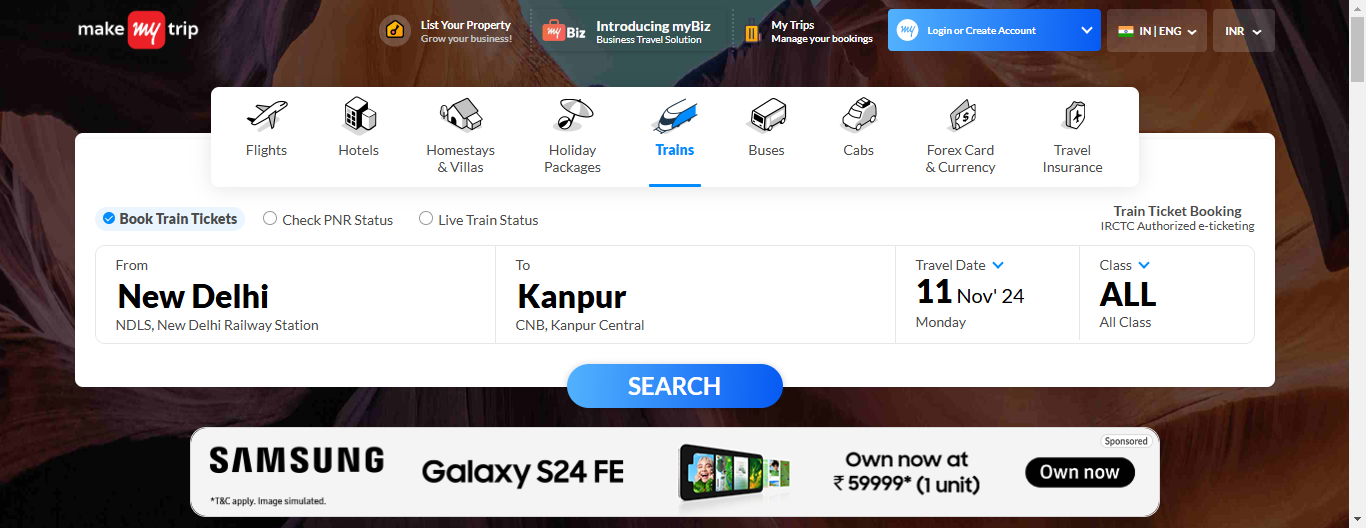 make my trip
List Your Property
Grow your business!
my Biz
Introducing myBiz
Business Travel Solution
My Trips
Manage your bookings
my
Login or Create Account
IN | ENG
INR
Flights
Hotels
Homestays
& Villas
Holiday
Packages
Trains
Buses
Cabs
Forex Card
& Currency
Travel
Insurance
Book Train Tickets
Check PNR Status
Live Train Status
Train Ticket Booking
IRCTC Authorized e-ticketing
From
New Delhi
NDLS, New Delhi Railway Station
To
Kanpur
CNB, Kanpur Central
Travel Date
11 Nov' 24
Monday
Class
ALL
All Class
SEARCH
Sponsored
SAMSUNG
*T&C apply. Image simulated.
Galaxy S24 FE
Own now at
₹ 59999* (1 unit)
Own now